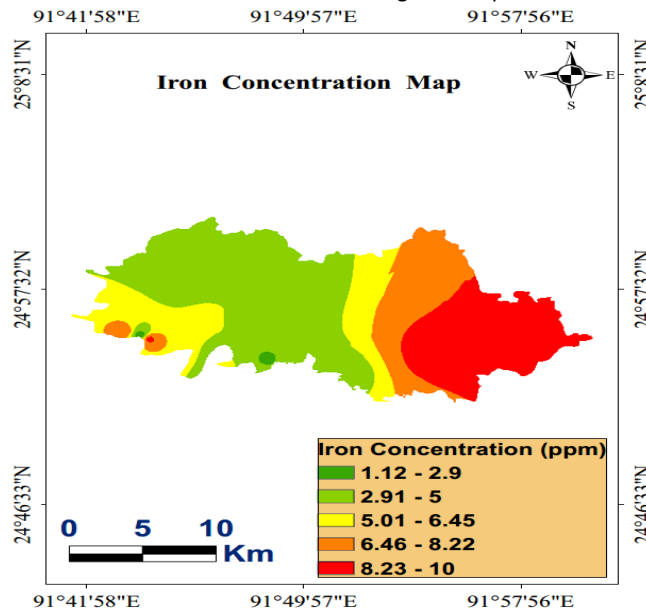 91°41'58"E 91°49'57"E 91°57'56"E
25°8'31"N 25°8'31"N
Iron Concentration Map
N
W E
S
24°57'32"N 24°57'32"N
Iron Concentration (ppm)
1.12 - 2.9
2.91 - 5
5.01 - 6.45
6.46 - 8.22
8.23 - 10
24°46'33"N 24°46'33"N
0 5 10
Km
91°41'58"E 91°49'57"E 91°57'56"E